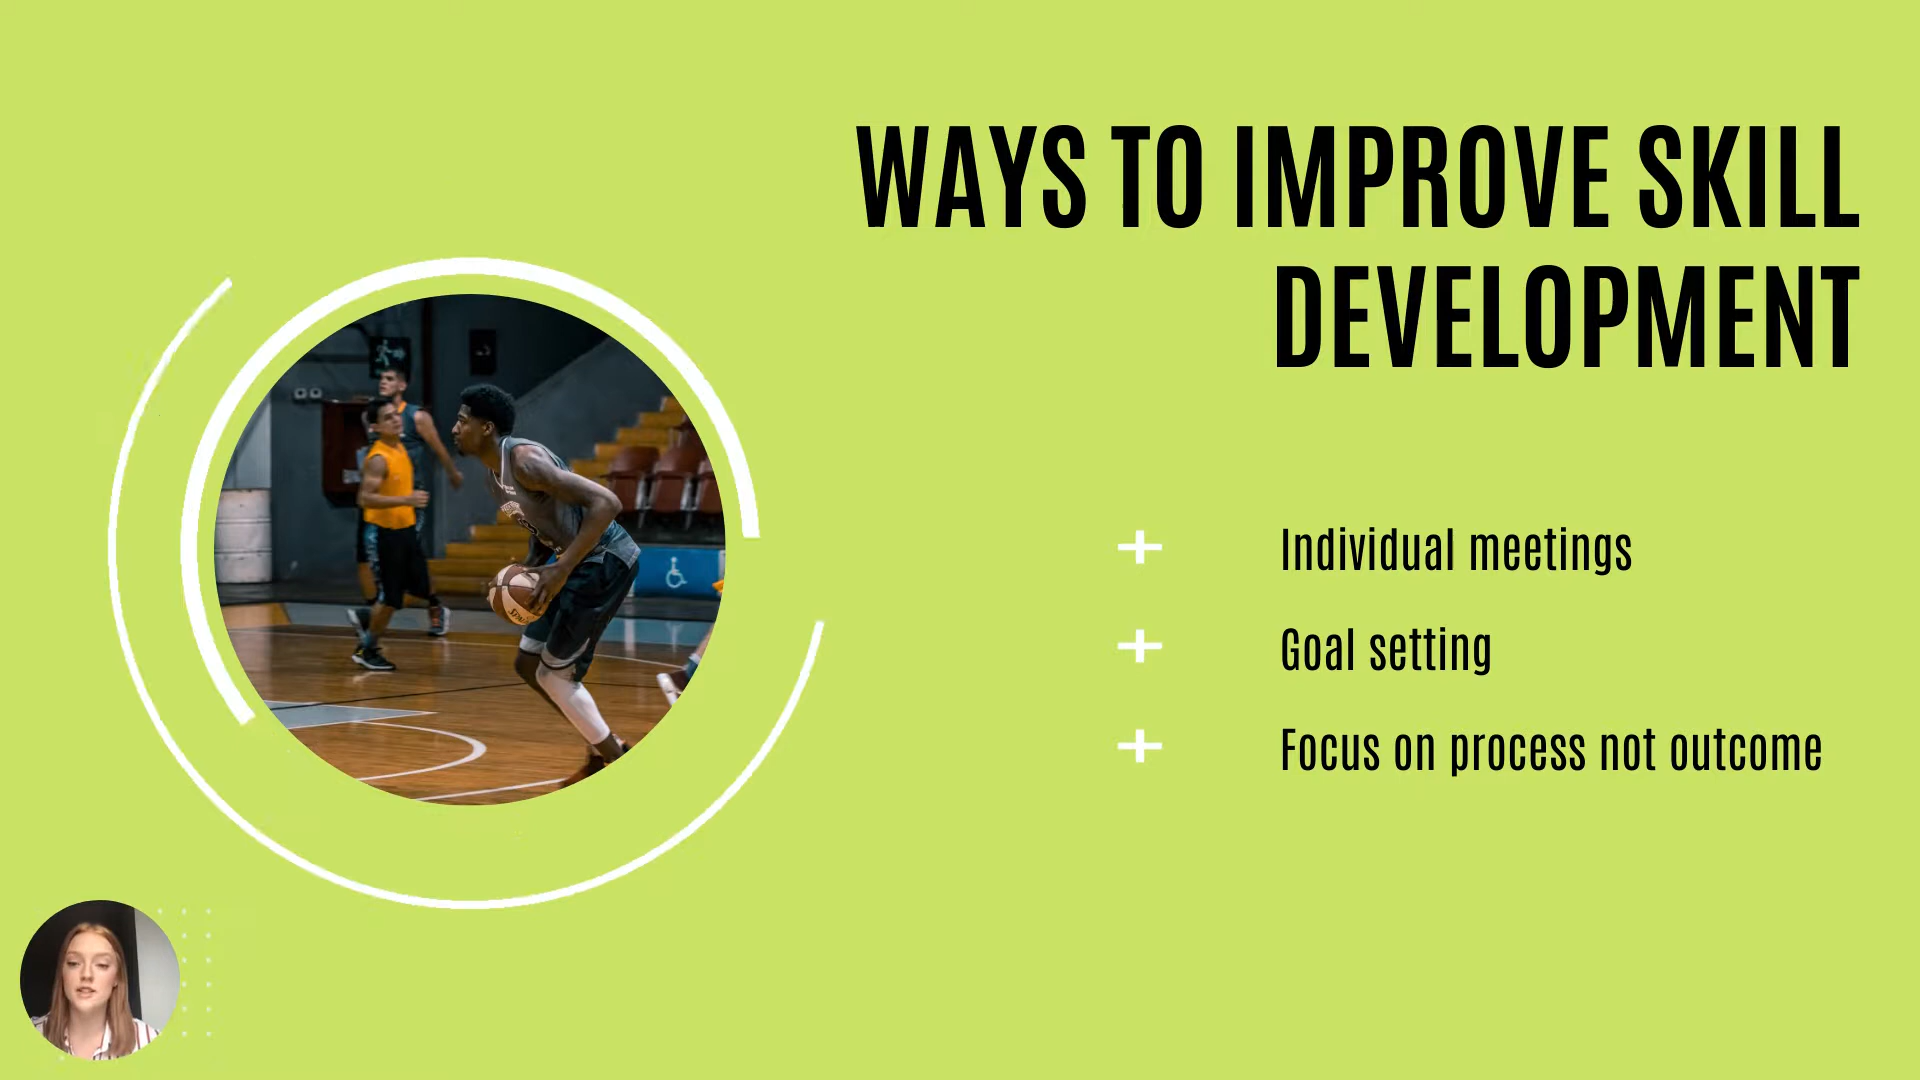 WAYS TO IMPROVE SKILL
DEVELOPMENT
+ Individual meetings
+ Goal setting
+ Focus on process not outcome